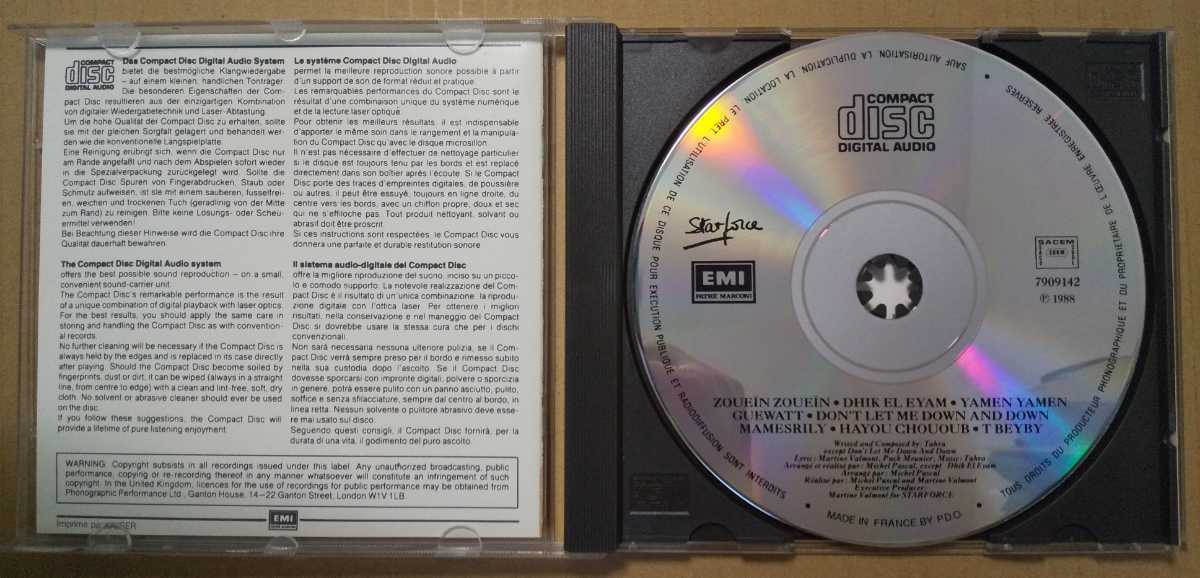 COMPACT
disc
DIGITAL AUDIO
Das Compact Disc Digital Audio System
bietet die bestmögliche Klangwiedergabe
– auf einem kleinen, handlichen Tonträger.
Die besonderen Eigenschaften der Com-
pact Disc resultieren aus der einzigartigen Kombination
von digitaler Wiedergabetechnik und Laser-Abtastung.
Um die hohe Qualität der Compact Disc zu erhalten, sollte
sie mit der gleichen Sorgfalt gelagert und behandelt wer-
den wie die konventionelle Langspielplatte.
Eine Reinigung erübrigt sich, wenn die Compact Disc nur
am Rande angefaßt und nach dem Abspielen sofort wieder
in die Spezialverpackung zurückgelegt wird. Sollte die
Compact Disc Spuren von Fingerabdrücken, Staub oder
Schmutz aufweisen, ist sie mit einem sauberen, fusselfrei-
en, weichen und trockenen Tuch (geradlinig von der Mitte
zum Rand) zu reinigen. Bitte keine Lösungs- oder Scheu-
ermittel verwenden!
Bei Beachtung dieser Hinweise wird die Compact Disc ihre
Qualität dauerhaft bewahren.
Le système Compact Disc Digital Audio
permet la meilleure reproduction sonore possible à partir
d'un support de son de format réduit et pratique.
Les remarquables performances du Compact Disc sont le
résultat d'une combinaison unique du système numérique
et de la lecture laser optique.
Pour obtenir les meilleurs résultats, il est indispensable
d'apporter le même soin dans le rangement et la manipula-
tion du Compact Disc qu'avec le disque microsillon.
Il n'est pas nécessaire d'effectuer de nettoyage particulier
si le disque est toujours tenu par les bords et est replacé
directement dans son boîtier après l'écoute. Si le Compact
Disc porte des traces d'empreintes digitales, de poussière
ou autres, il peut être essuyé, toujours en ligne droite, du
centre vers les bords, avec un chiffon propre, doux et sec
qui ne s'effiloche pas. Tout produit nettoyant, solvant ou
abrasif doit être proscrit.
Si ces instructions sont respectées, le Compact Disc vous
donnera une parfaite et durable restitution sonore.
The Compact Disc Digital Audio system
offers the best possible sound reproduction – on a small,
convenient sound-carrier unit.
The Compact Disc's remarkable performance is the result
of a unique combination of digital playback with laser optics.
For the best results, you should apply the same care in
storing and handling the Compact Disc as with convention-
al records.
No further cleaning will be necessary if the Compact Disc is
always held by the edges and is replaced in its case directly
after playing. Should the Compact Disc become soiled by
fingerprints, dust or dirt, it can be wiped (always in a straight
line, from centre to edge) with a clean and lint-free, soft, dry
cloth. No solvent or abrasive cleaner should ever be used
on the disc.
If you follow these suggestions, the Compact Disc will
provide a lifetime of pure listening enjoyment.
Il sistema audio-digitale del Compact Disc
offre la migliore riproduzione del suono, inciso su un picco-
lo e comodo supporto. La notevole realizzazione del Com-
pact Disc è il risultato di un'unica combinazione: la riprodu-
zione digitale con l'ottica laser. Per ottenere i migliori
risultati, nella conservazione e nel maneggio del Compact
Disc si dovrebbe usare la stessa cura che per i dischi
convenzionali.
Non sarà necessaria nessuna ulteriore pulizia, se il Com-
pact Disc verrà sempre preso per il bordo e rimesso subito
nella sua custodia dopo l'ascolto. Se il Compact Disc
dovesse sporcarsi con impronte digitali, polvere o sporcizia
in genere, potrà essere pulito con un panno asciutto, pulito,
soffice e senza sfilacciature, sempre dal centro al bordo, in
linea retta. Nessun solvente o pulitore abrasivo deve esse-
re mai usato sul disco.
Seguendo questi consigli, il Compact Disc fornirà, per la
durata di una vita, il godimento del puro ascolto.
WARNING: Copyright subsists in all recordings issued under this label. Any unauthorized broadcasting, public
performance, copying or re-recording thereof in any manner whatsoever will constitute an infringement of such
copyright. In the United Kingdom, licences for the use of recordings for public performance may be obtained from
Phonographic Performance Ltd., Ganton House, 14–22 Ganton Street, London W1V 1LB.
EMI
EMI
PATHE MARCONI
COMPACT
disc
DIGITAL AUDIO
Starforce
SACEM
7909142
℗ 1988
ZOUEÏN ZOUEÏN • DHIK EL EYAM • YAMEN YAMEN
GUEWATT • DON'T LET ME DOWN AND DOWN
MAMESRILY • HAYOU CHOUOUB • T BEYBY
Writed and Composed by: Tahra
except Don't Let Me Down And Down
Lyric: Martine Valmont, Puck Meunier, Music: Tahra
Arrangé et réalisé par: Michel Pascal, except Dhik El Eyam
Arrangé par: Michel Pascal
Réalisé par: Michel Pascal and Martine Valmont
Executive Producer:
Martine Valmont for STARFORCE
TOUS DROITS DU PRODUCTEUR PHONOGRAPHIQUE ET DU PROPRIETAIRE DE L'ŒUVRE ENREGISTREE RESERVES
SAUF AUTORISATION LA DUPLICATION LA LOCATION LE PRET, L'UTILISATION DE CE DISQUE POUR EXECUTION PUBLIQUE ET RADIODIFFUSION SONT INTERDITS
• MADE IN FRANCE BY P.D.O. •